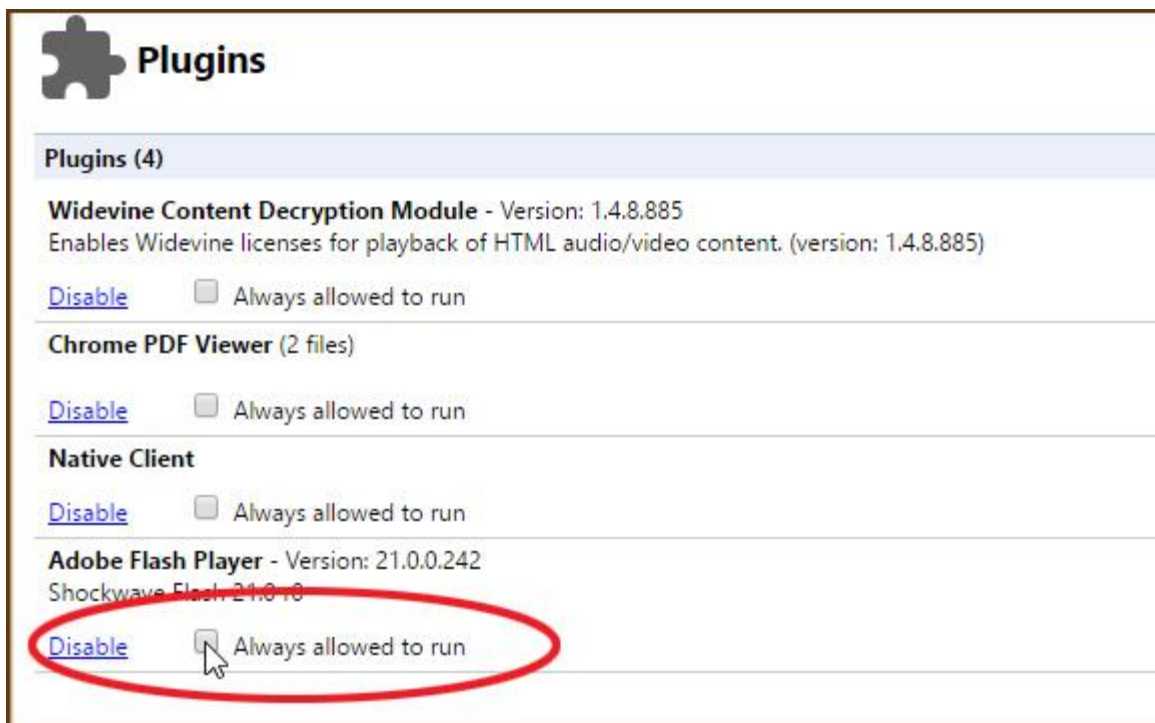 Plugins
Plugins (4)
Widevine Content Decryption Module - Version: 1.4.8.885
Enables Widevine licenses for playback of HTML audio/video content. (version: 1.4.8.885)
Disable Always allowed to run
Chrome PDF Viewer (2 files)
Disable Always allowed to run
Native Client
Disable Always allowed to run
Adobe Flash Player - Version: 21.0.0.242
Shockwave Flash 21.0 r0
Disable Always allowed to run